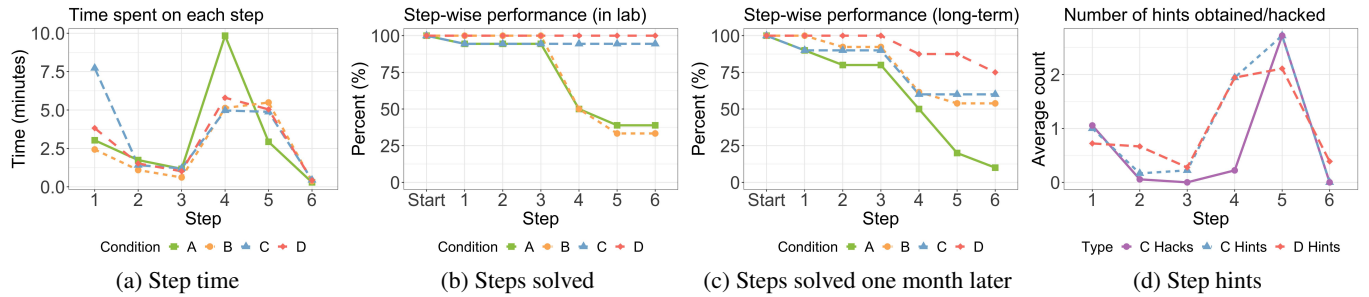 Time spent on each step
10.0
7.5
5.0
2.5
0.0
Time (minutes)
1 2 3 4 5 6
Step
Condition A B C D
(a) Step time
Step-wise performance (in lab)
100
75
50
25
0
Percent (%)
Start 1 2 3 4 5 6
Step
Condition A B C D
(b) Steps solved
Step-wise performance (long-term)
100
75
50
25
0
Percent (%)
Start 1 2 3 4 5 6
Step
Condition A B C D
(c) Steps solved one month later
Number of hints obtained/hacked
2
1
0
Average count
1 2 3 4 5 6
Step
Type C Hacks C Hints D Hints
(d) Step hints